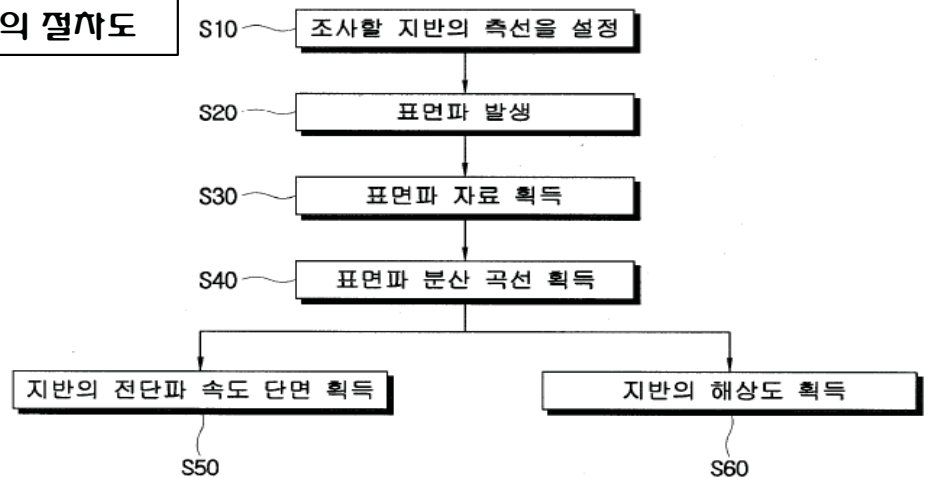 의 절차도
S10 조사할 지반의 측선을 설정
S20 표면파 발생
S30 표면파 자료 획득
S40 표면파 분산 곡선 획득
지반의 전단파 속도 단면 획득 지반의 해상도 획득
S50 S60